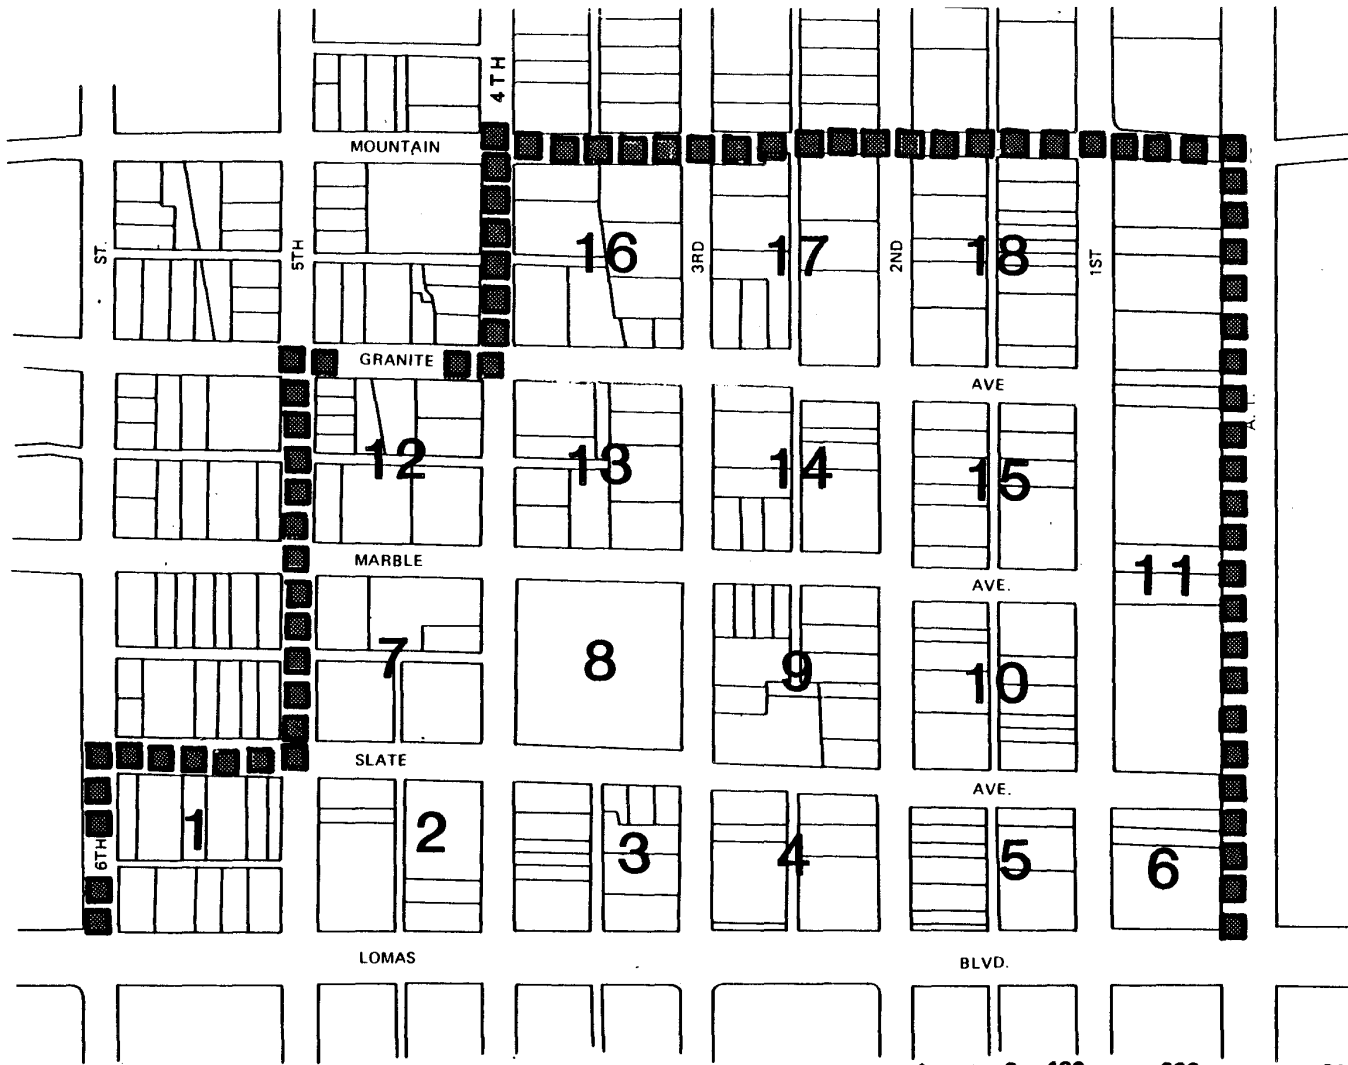 4TH
MOUNTAIN
ST.
5TH
16
3RD
17
2ND
18
1ST
GRANITE
AVE
12
13
14
15
MARBLE
AVE.
11
7
8
9
10
SLATE
AVE.
6TH
1
2
3
4
5
6
LOMAS
BLVD.